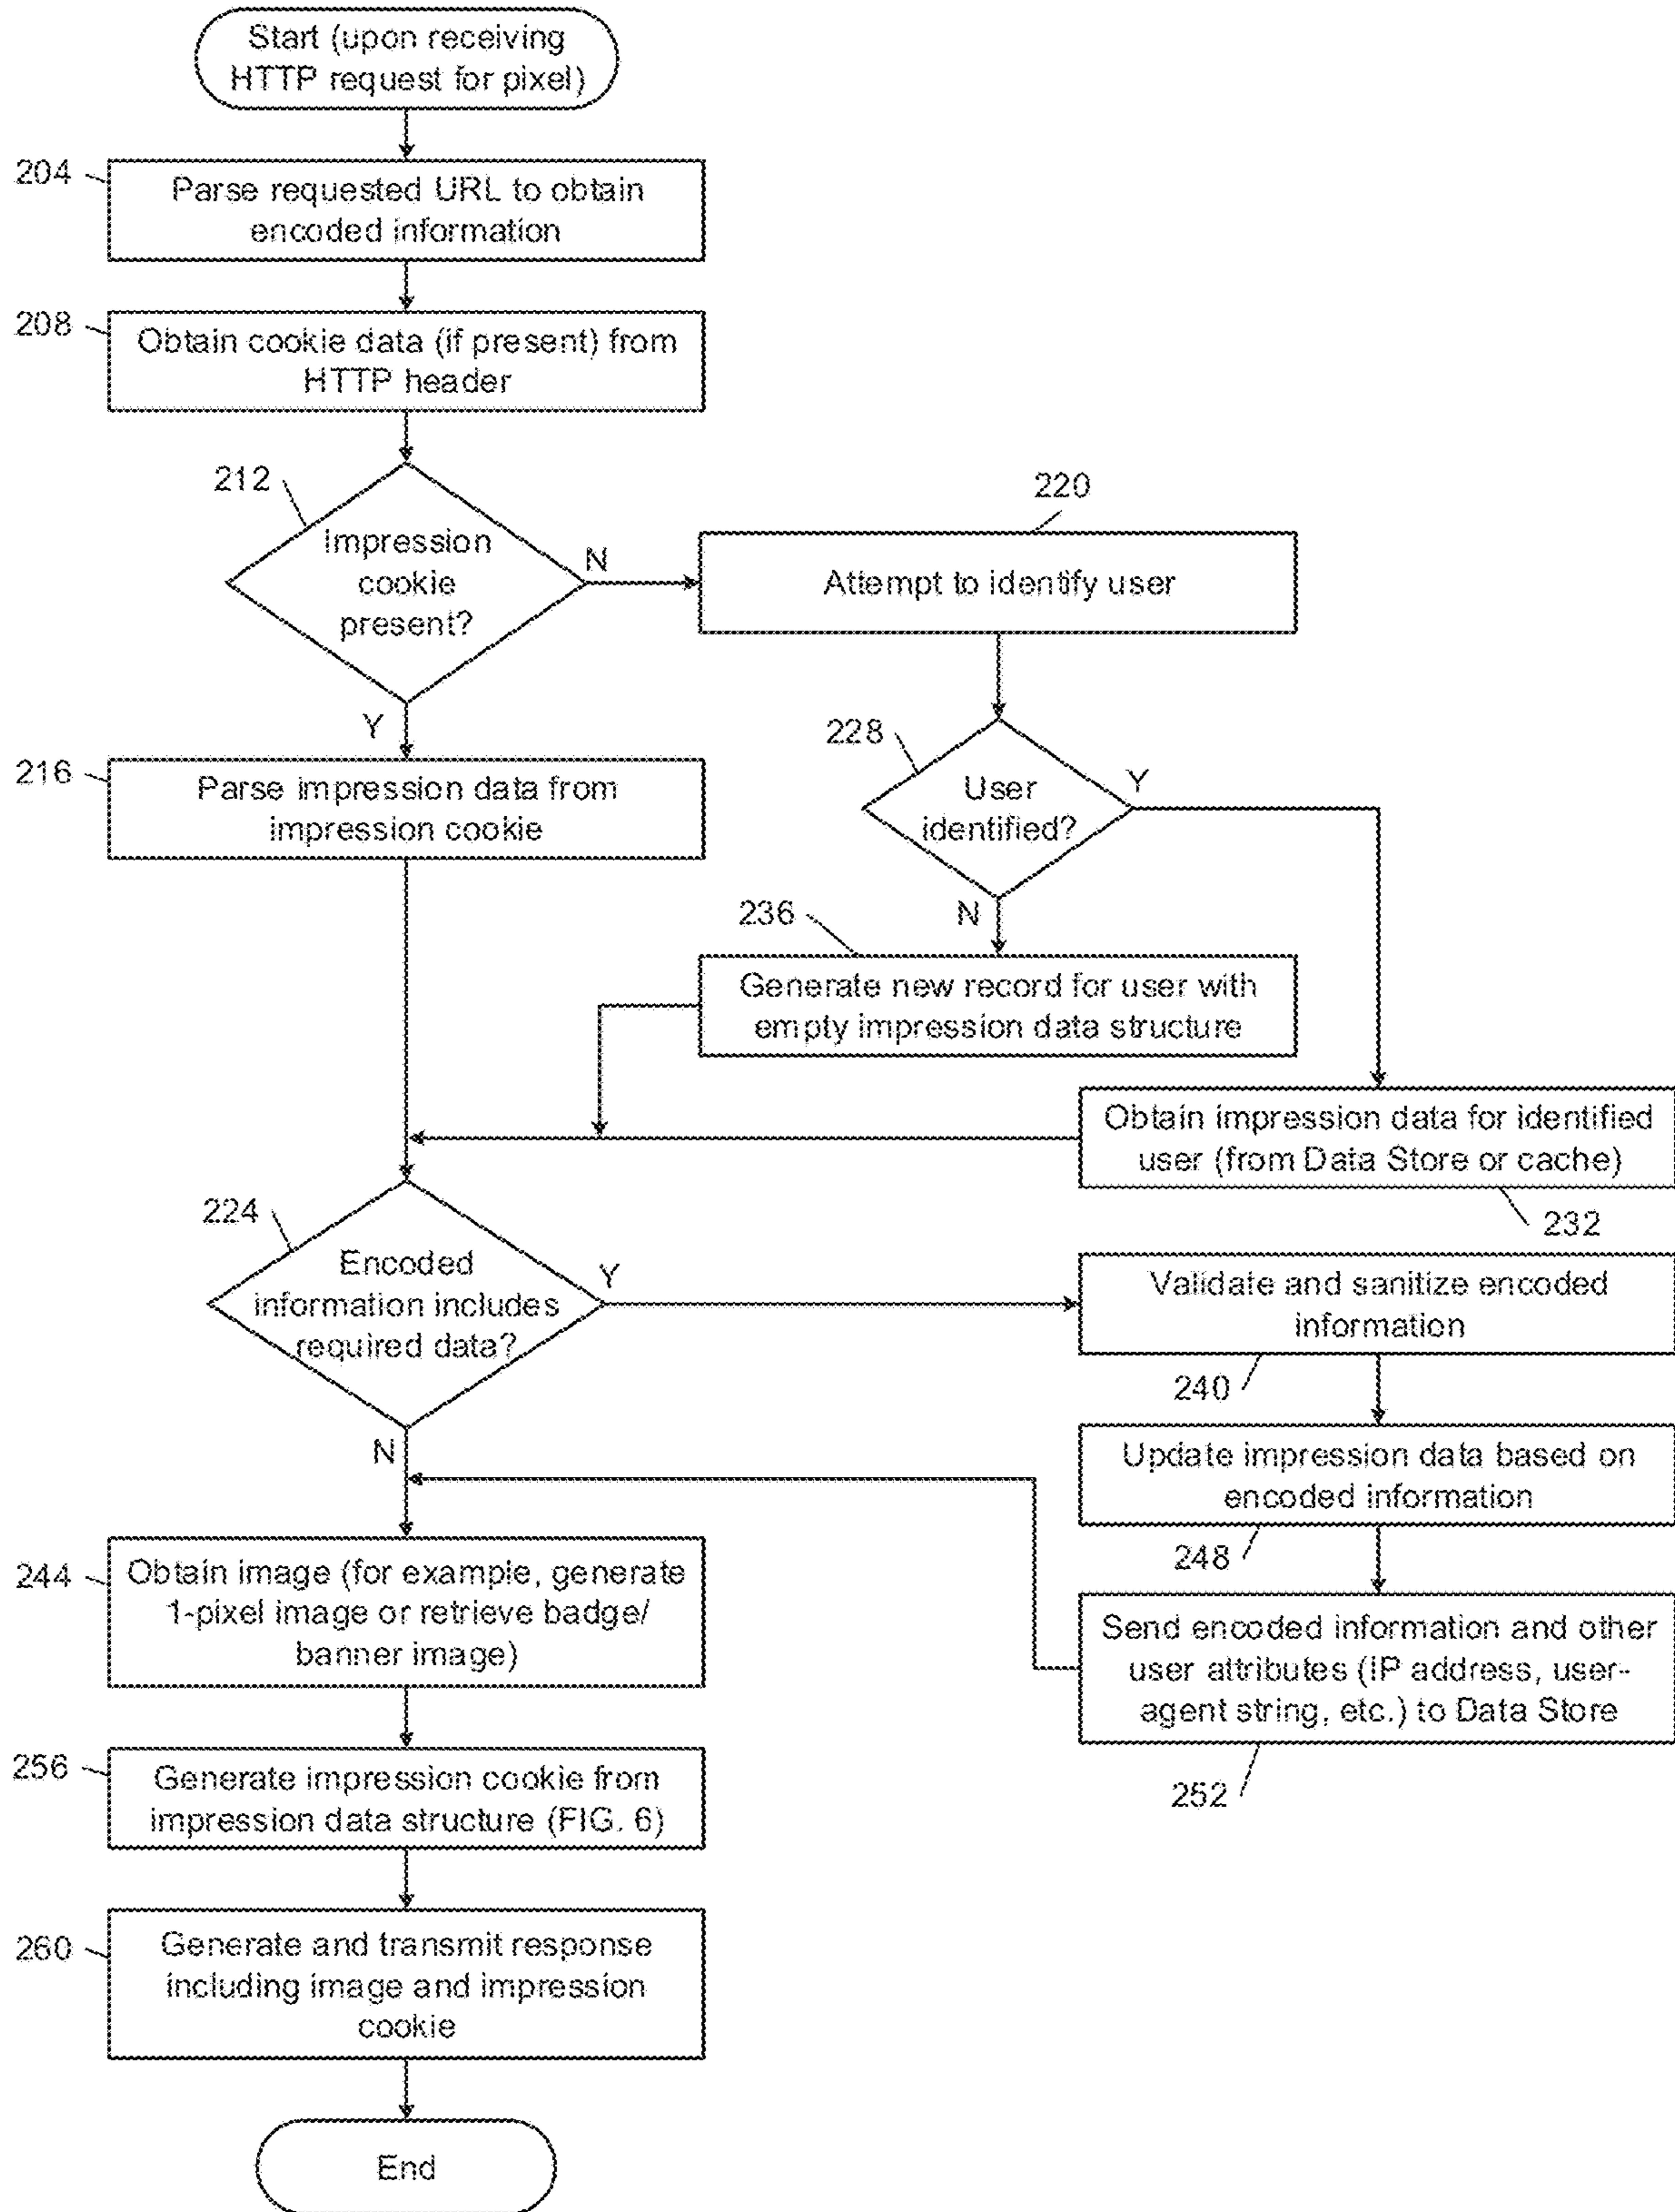 Start (upon receiving
HTTP request for pixel)
204
Parse requested URL to obtain
encoded information
208
Obtain cookie data (if present) from
HTTP header
212
Impression
cookie
present?
N
Y
220
Attempt to identify user
216
Parse impression data from
impression cookie
228
User
identified?
Y
N
236
Generate new record for user with
empty impression data structure
Obtain impression data for identified
user (from Data Store or cache)
232
224
Encoded
information includes
required data?
Y
N
Validate and sanitize encoded
information
240
Update impression data based on
encoded information
248
Send encoded information and other
user attributes (IP address, user-
agent string, etc.) to Data Store
252
244
Obtain image (for example, generate
1-pixel image or retrieve badge/
banner image)
256
Generate impression cookie from
impression data structure (FIG. 6)
260
Generate and transmit response
including image and impression
cookie
End